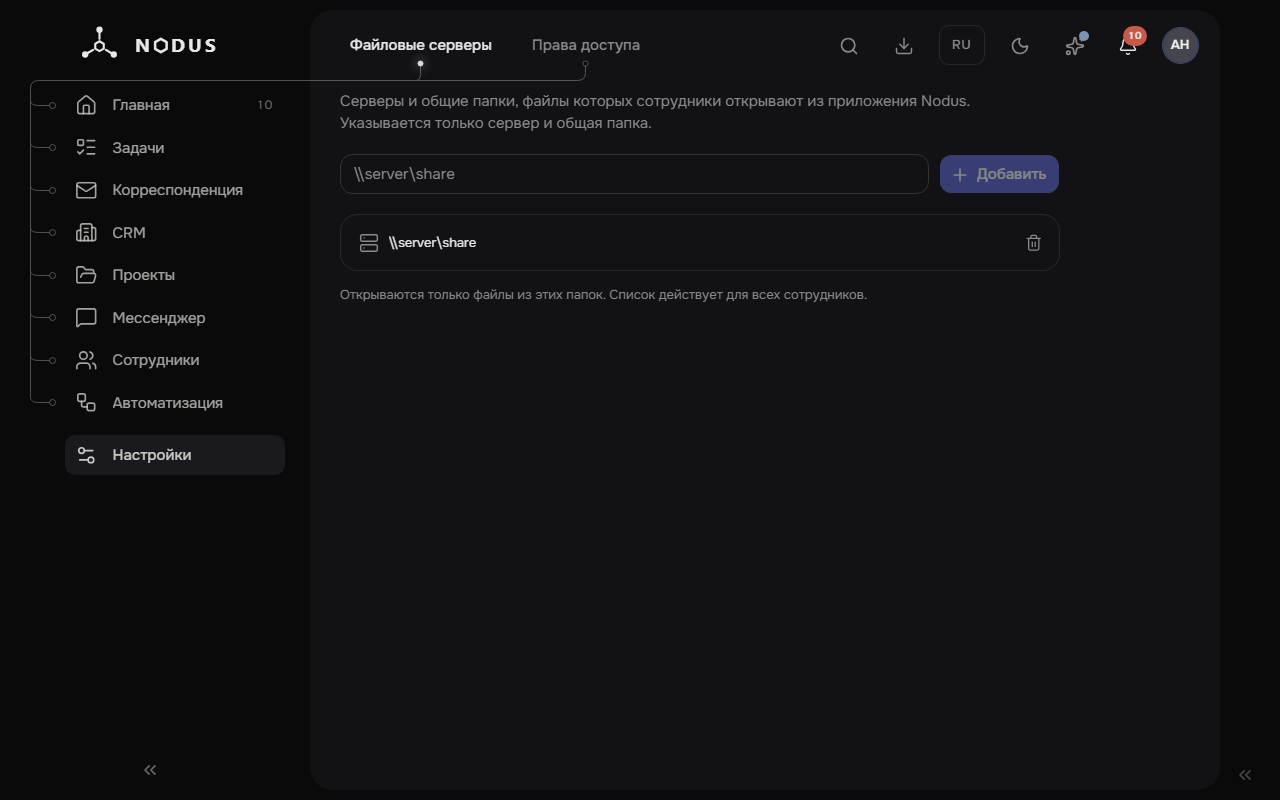 NODUS
Файловые серверы
Права доступа
RU
10
АН
Главная
10
Задачи
Корреспонденция
CRM
Проекты
Мессенджер
Сотрудники
Автоматизация
Настройки
Серверы и общие папки, файлы которых сотрудники открывают из приложения Nodus.
Указывается только сервер и общая папка.
\\server\share
Добавить
\\server\share
Открываются только файлы из этих папок. Список действует для всех сотрудников.